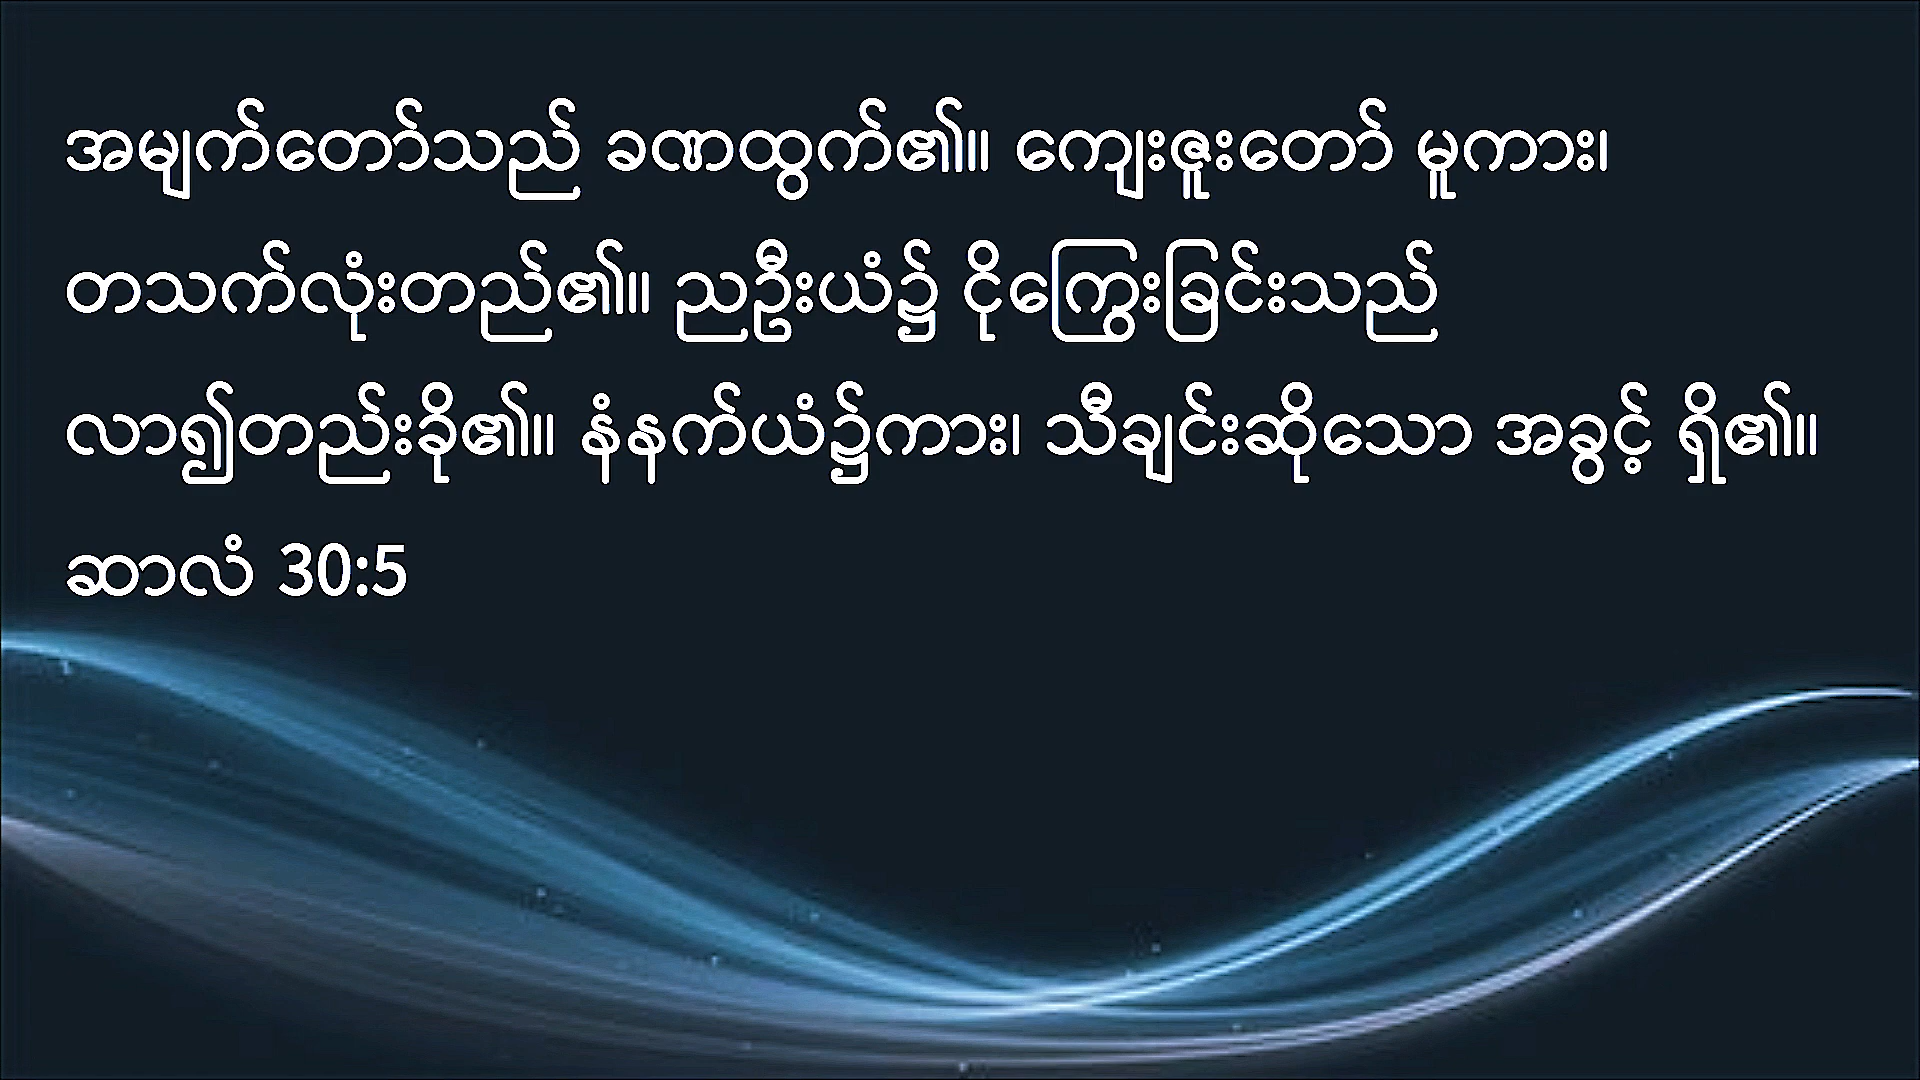 အမျက်တော်သည် ခဏထွက်၏။ ကျေးဇူးတော် မူကား၊
တသက်လုံးတည်၏။ ညဦးယံ၌ ငိုကြွေးခြင်းသည်
လာ၍တည်းခို၏။ နံနက်ယံ၌ကား၊ သီချင်းဆိုသော အခွင့် ရှိ၏။
ဆာလံ 30:5